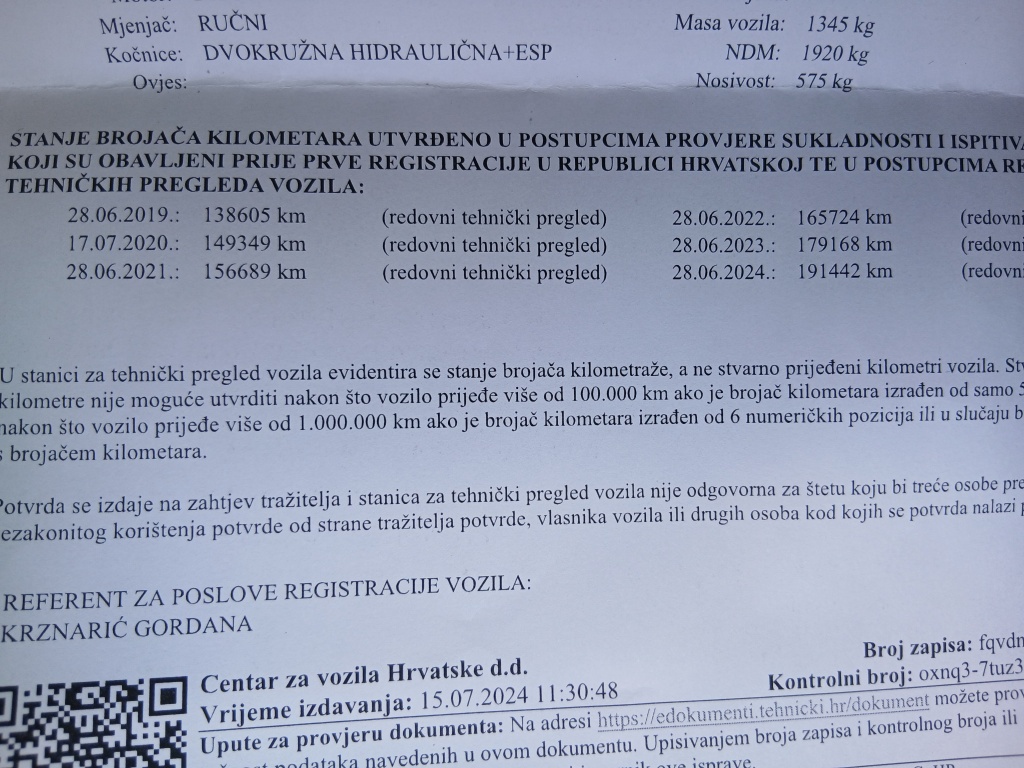 Mjenjač: RUČNI Masa vozila: 1345 kg
Kočnice: DVOKRUŽNA HIDRAULIČNA+ESP NDM: 1920 kg
Ovjes: Nosivost: 575 kg
STANJE BROJAČA KILOMETARA UTVRĐENO U POSTUPCIMA PROVJERE SUKLADNOSTI I
KOJI SU OBAVLJENI PRIJE PRVE REGISTRACIJE U REPUBLICI HRVATSKOJ TE U POSTUPCIMA
TEHNIČKIH PREGLEDA VOZILA:
28.06.2019.: 138605 km (redovni tehnički pregled) 28.06.2022.: 165724 km (redovni
17.07.2020.: 149349 km (redovni tehnički pregled) 28.06.2023.: 179168 km (redovni
28.06.2021.: 156689 km (redovni tehnički pregled) 28.06.2024.: 191442 km (redovni
U stanici za tehnički pregled vozila evidentira se stanje brojača kilometraže, a ne stvarno prijeđeni kilometri vozila.
kilometre nije moguće utvrditi nakon što vozilo prijeđe više od 100.000 km ako je brojač kilometara izrađen od samo 5
nakon što vozilo prijeđe više od 1.000.000 km ako je brojač kilometara izrađen od 6 numeričkih pozicija ili u slučaju
s brojačem kilometara.
Potvrda se izdaje na zahtjev tražitelja i stanica za tehnički pregled vozila nije odgovorna za štetu koju bi treće osobe
ezakonitog korištenja potvrde od strane tražitelja potvrde, vlasnika vozila ili drugih osoba kod kojih se potvrda nalazi
REFERENT ZA POSLOVE REGISTRACIJE VOZILA:
KRZNARIĆ GORDANA
Centar za vozila Hrvatske d.d. Broj zapisa: fqvdn
Vrijeme izdavanja: 15.07.2024 11:30:48 Kontrolni broj: oxnq3-7tuz3
Upute za provjeru dokumenta: Na adresi https://edokumenti.tehnicki.hr/dokument možete
podataka navedenih u ovom dokumentu. Upisivanjem broja zapisa i kontrolnog broja ili
ove isprave.